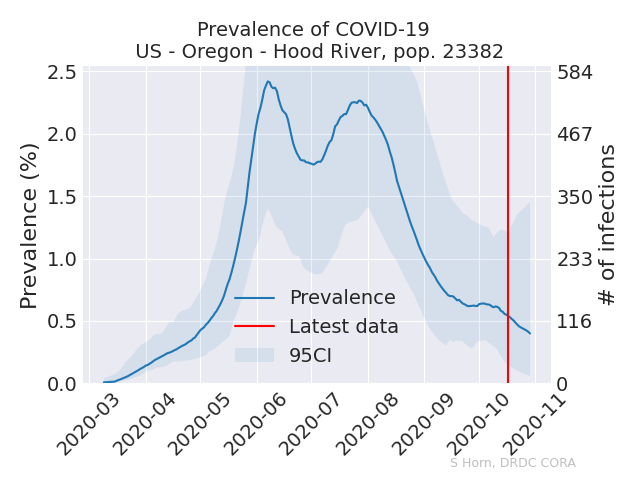 Prevalence of COVID-19
US - Oregon - Hood River, pop. 23382
2.5
2.0
1.5
1.0
0.5
0.0
Prevalence (%)
584
467
350
233
116
0
# of infections
Prevalence
Latest data
95CI
2020-03
2020-04
2020-05
2020-06
2020-07
2020-08
2020-09
2020-10
2020-11
S Horn, DRDC CORA